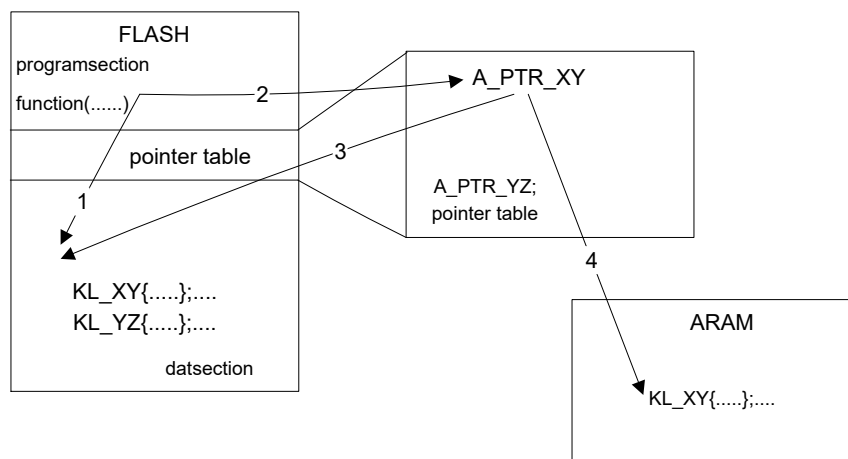 FLASH
programsection
function(......)
pointer table
1
2
3
4
KL_XY{.....};....
KL_YZ{.....};....
datsection
A_PTR_XY
A_PTR_YZ;
pointer table
ARAM
KL_XY{.....};....